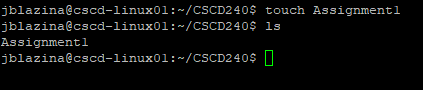 jblazina@cscd-linux01:~/CSCD240$ touch Assignment1
jblazina@cscd-linux01:~/CSCD240$ ls
Assignment1
jblazina@cscd-linux01:~/CSCD240$